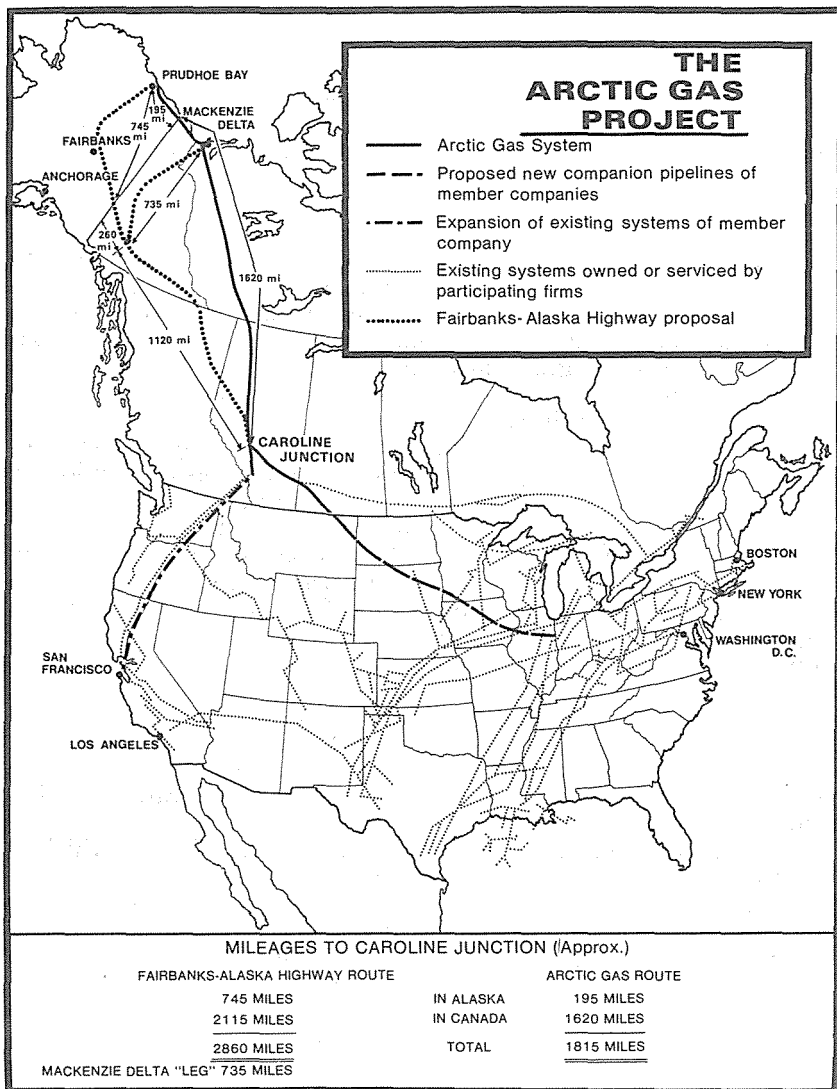 THE
ARCTIC GAS
PROJECT
Arctic Gas System
Proposed new companion pipelines of
member companies
Expansion of existing systems of member
company
Existing systems owned or serviced by
participating firms
Fairbanks-Alaska Highway proposal
PRUDHOE BAY
195
mi
MACKENZIE
DELTA
745
mi
FAIRBANKS
ANCHORAGE
735 mi
260
mi
1620 mi
1120 mi
CAROLINE
JUNCTION
BOSTON
NEW YORK
WASHINGTON
D.C.
SAN
FRANCISCO
LOS ANGELES
MILEAGES TO CAROLINE JUNCTION (Approx.)
FAIRBANKS-ALASKA HIGHWAY ROUTE ARCTIC GAS ROUTE
745 MILES IN ALASKA 195 MILES
2115 MILES IN CANADA 1620 MILES
2860 MILES TOTAL 1815 MILES
MACKENZIE DELTA "LEG" 735 MILES